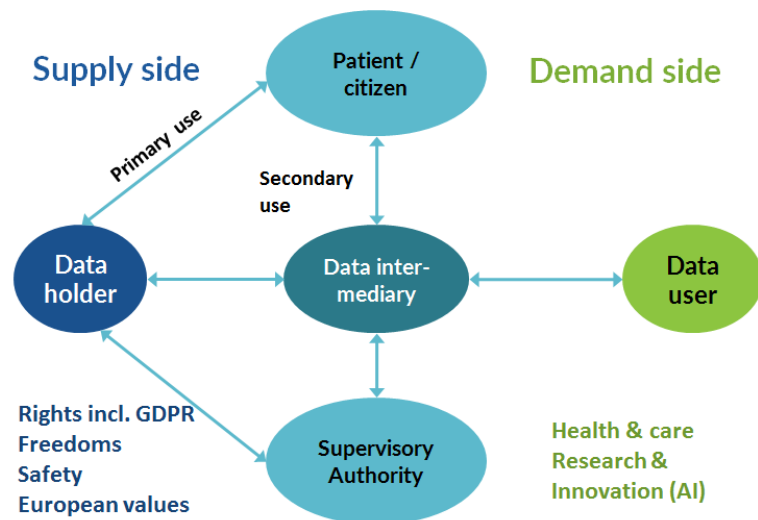 Supply side
Patient /
citizen
Demand side
Primary use
Secondary
use
Data
holder
Data inter-
mediary
Data
user
Rights incl. GDPR
Freedoms
Safety
European values
Supervisory
Authority
Health & care
Research &
Innovation (AI)